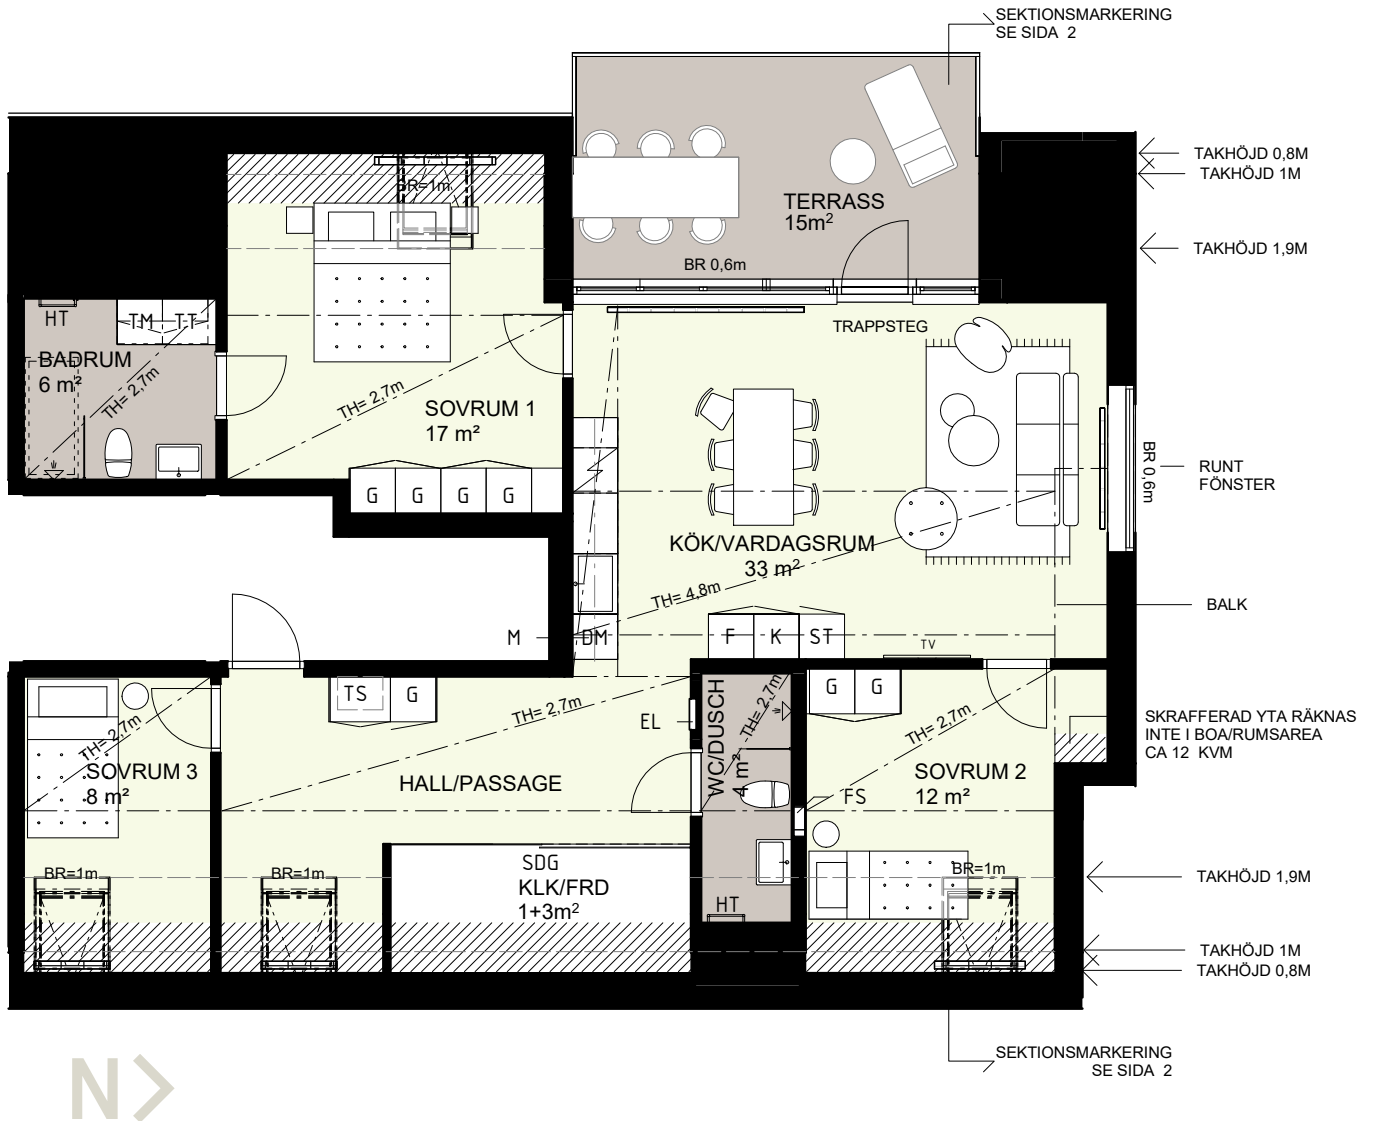 SEKTIONSMARKERING
SE SIDA 2
TAKHÖJD 0,8M
TAKHÖJD 1M
BR=1m
TERRASS
15m²
TAKHÖJD 1,9M
BR 0,6m
HT
TM
TT
TRAPPSTEG
BADRUM
6 m²
TH= 2,7m
TH= 2,7m
SOVRUM 1
17 m²
BR 0,6m
RUNT
FÖNSTER
G
G
G
G
KÖK/VARDAGSRUM
33 m²
TH= 4,8m
BALK
M
DM
F
K
ST
TV
TS
G
EL
TH= 2,7m
TH= 2,7m
WC/DUSCH
4 m²
TH= 2,7m
G
G
TH= 2,7m
SKRAFFERAD YTA RÄKNAS
INTE I BOA/RUMSAREA
CA 12 KVM
SOVRUM 3
8 m²
HALL/PASSAGE
SOVRUM 2
12 m²
FS
BR=1m
BR=1m
SDG
KLK/FRD
1+3m²
HT
BR=1m
TAKHÖJD 1,9M
TAKHÖJD 1M
TAKHÖJD 0,8M
SEKTIONSMARKERING
SE SIDA 2
N